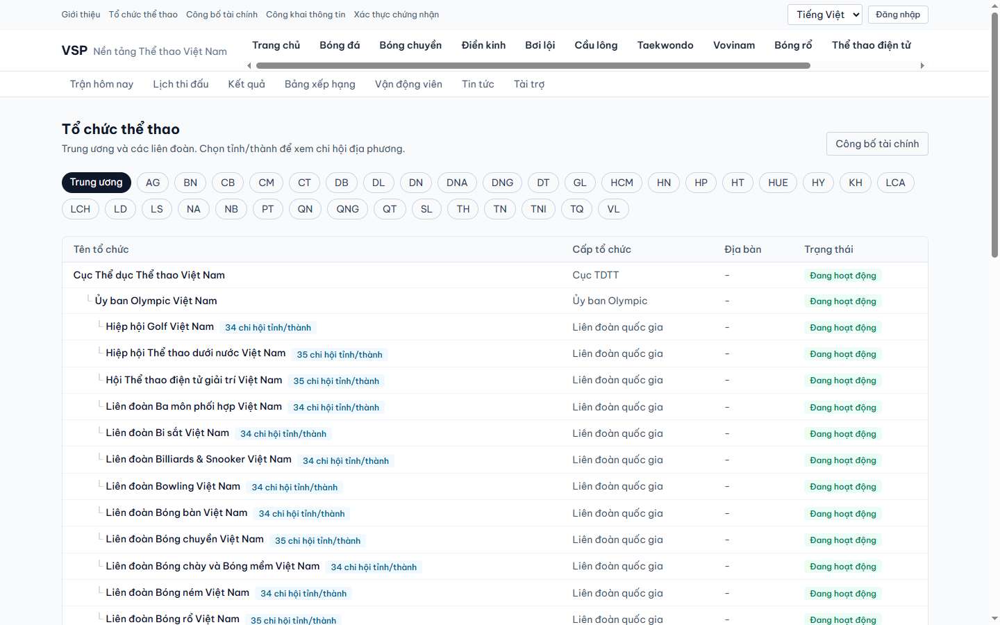 Giới thiệu Tổ chức thể thao Công bố tài chính Công khai thông tin Xác thực chứng nhận Tiếng Việt Đăng nhập
VSP Nền tảng Thể thao Việt Nam Trang chủ Bóng đá Bóng chuyền Điền kinh Bơi lội Cầu lông Taekwondo Vovinam Bóng rổ Thể thao điện tử
Trận hôm nay Lịch thi đấu Kết quả Bảng xếp hạng Vận động viên Tin tức Tài trợ
Tổ chức thể thao
Trung ương và các liên đoàn. Chọn tỉnh/thành để xem chi hội địa phương.
Công bố tài chính
Trung ương AG BN CB CM CT DB DL DN DNA DNG DT GL HCM HN HP HT HUE HY KH LCA
LCH LD LS NA NB PT QN QNG QT SL TH TN TNI TQ VL
Tên tổ chức Cấp tổ chức Địa bàn Trạng thái
Cục Thể dục Thể thao Việt Nam Cục TDTT - Đang hoạt động
Ủy ban Olympic Việt Nam Ủy ban Olympic - Đang hoạt động
Hiệp hội Golf Việt Nam 34 chi hội tỉnh/thành Liên đoàn quốc gia - Đang hoạt động
Hiệp hội Thể thao dưới nước Việt Nam 35 chi hội tỉnh/thành Liên đoàn quốc gia - Đang hoạt động
Hội Thể thao điện tử giải trí Việt Nam 35 chi hội tỉnh/thành Liên đoàn quốc gia - Đang hoạt động
Liên đoàn Ba môn phối hợp Việt Nam 34 chi hội tỉnh/thành Liên đoàn quốc gia - Đang hoạt động
Liên đoàn Bi sắt Việt Nam 34 chi hội tỉnh/thành Liên đoàn quốc gia - Đang hoạt động
Liên đoàn Billiards & Snooker Việt Nam 34 chi hội tỉnh/thành Liên đoàn quốc gia - Đang hoạt động
Liên đoàn Bowling Việt Nam 34 chi hội tỉnh/thành Liên đoàn quốc gia - Đang hoạt động
Liên đoàn Bóng bàn Việt Nam 34 chi hội tỉnh/thành Liên đoàn quốc gia - Đang hoạt động
Liên đoàn Bóng chuyền Việt Nam 35 chi hội tỉnh/thành Liên đoàn quốc gia - Đang hoạt động
Liên đoàn Bóng chày và Bóng mềm Việt Nam 34 chi hội tỉnh/thành Liên đoàn quốc gia - Đang hoạt động
Liên đoàn Bóng ném Việt Nam 34 chi hội tỉnh/thành Liên đoàn quốc gia - Đang hoạt động
Liên đoàn Bóng rổ Việt Nam 35 chi hội tỉnh/thành Liên đoàn quốc gia - Đang hoạt động